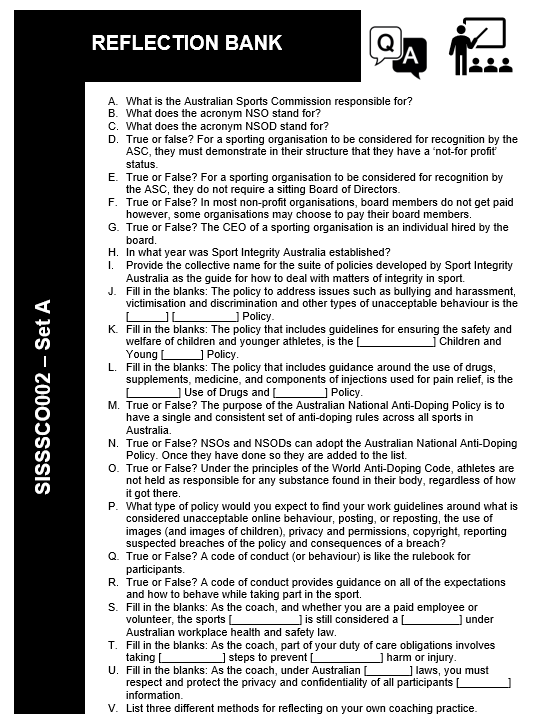 REFLECTION BANK
Q
A
SISSSCO002 – Set A
A. What is the Australian Sports Commission responsible for?
B. What does the acronym NSO stand for?
C. What does the acronym NSOD stand for?
D. True or false? For a sporting organisation to be considered for recognition by the
ASC, they must demonstrate in their structure that they have a ‘not-for profit’
status.
E. True or False? For a sporting organisation to be considered for recognition by
the ASC, they do not require a sitting Board of Directors.
F. True or False? In most non-profit organisations, board members do not get paid
however, some organisations may choose to pay their board members.
G. True or False? The CEO of a sporting organisation is an individual hired by the
board.
H. In what year was Sport Integrity Australia established?
I. Provide the collective name for the suite of policies developed by Sport Integrity
Australia as the guide for how to deal with matters of integrity in sport.
J. Fill in the blanks: The policy to address issues such as bullying and harassment,
victimisation and discrimination and other types of unacceptable behaviour is the
[______] [__________] Policy.
K. Fill in the blanks: The policy that includes guidelines for ensuring the safety and
welfare of children and younger athletes, is the [____________] Children and
Young [______] Policy.
L. Fill in the blanks: The policy that includes guidance around the use of drugs,
supplements, medicine, and components of injections used for pain relief, is the
[________] Use of Drugs and [________] Policy.
M. True or False? The purpose of the Australian National Anti-Doping Policy is to
have a single and consistent set of anti-doping rules across all sports in
Australia.
N. True or False? NSOs and NSODs can adopt the Australian National Anti-Doping
Policy. Once they have done so they are added to the list.
O. True or False? Under the principles of the World Anti-Doping Code, athletes are
not held as responsible for any substance found in their body, regardless of how
it got there.
P. What type of policy would you expect to find your work guidelines around what is
considered unacceptable online behaviour, posting, or reposting, the use of
images (and images of children), privacy and permissions, copyright, reporting
suspected breaches of the policy and consequences of a breach?
Q. True or False? A code of conduct (or behaviour) is like the rulebook for
participants.
R. True or False? A code of conduct provides guidance on all of the expectations
and how to behave while taking part in the sport.
S. Fill in the blanks: As the coach, and whether you are a paid employee or
volunteer, the sports [___________] is still considered a [_________] under
Australian workplace health and safety law.
T. Fill in the blanks: As the coach, part of your duty of care obligations involves
taking [__________] steps to prevent [___________] harm or injury.
U. Fill in the blanks: As the coach, under Australian [_______] laws, you must
respect and protect the privacy and confidentiality of all participants [________]
information.
V. List three different methods for reflecting on your own coaching practice.